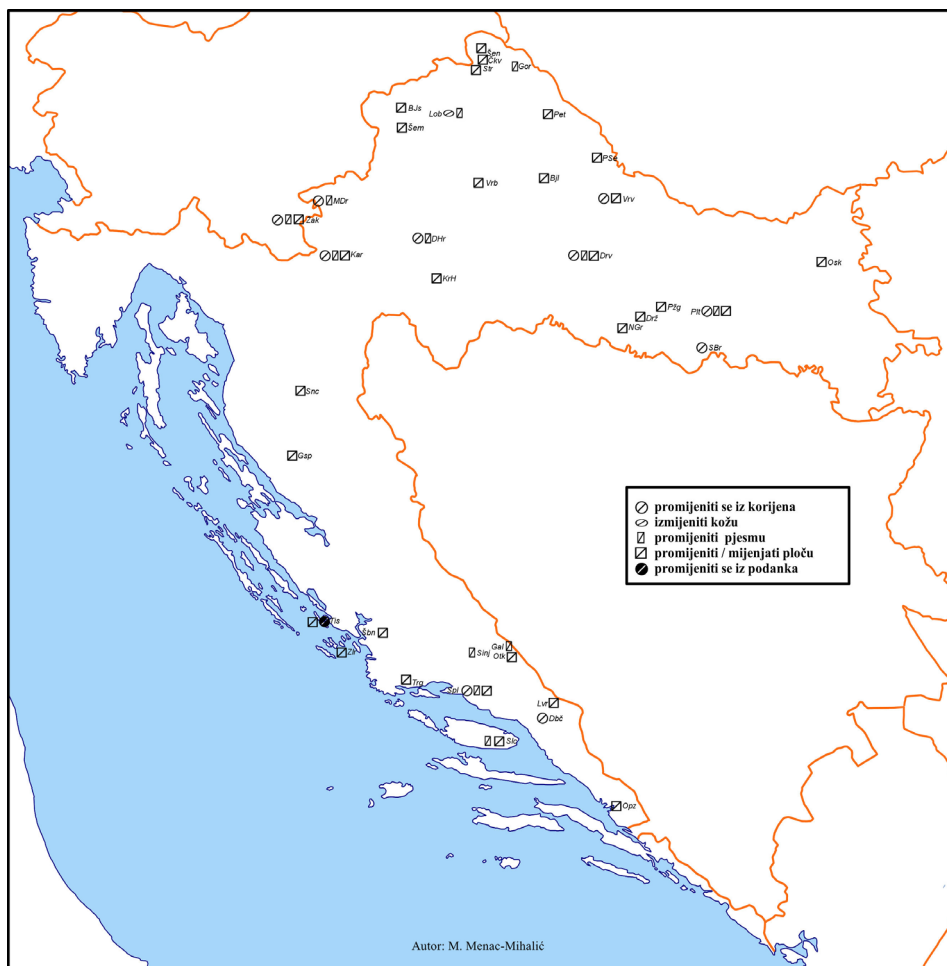 Šen
Čkv
Str
Gor
BJs
Lob
Pet
Šem
PSe
Bjl
Vrb
Vrv
MDr
Žak
DHr
Kar
Drv
Osk
KrH
Pžg
Plt
Drž
NGr
SBr
Snc
Gsp
promijeniti se iz korijena
izmijeniti kožu
promijeniti pjesmu
promijeniti / mijenjati ploču
promijeniti se iz podanka
Tis
Šbn
Gal
Zlr
Sinj
Otk
Trg
Spl
Lvr
Dbč
Slc
Opz
Autor: M. Menac-Mihalić